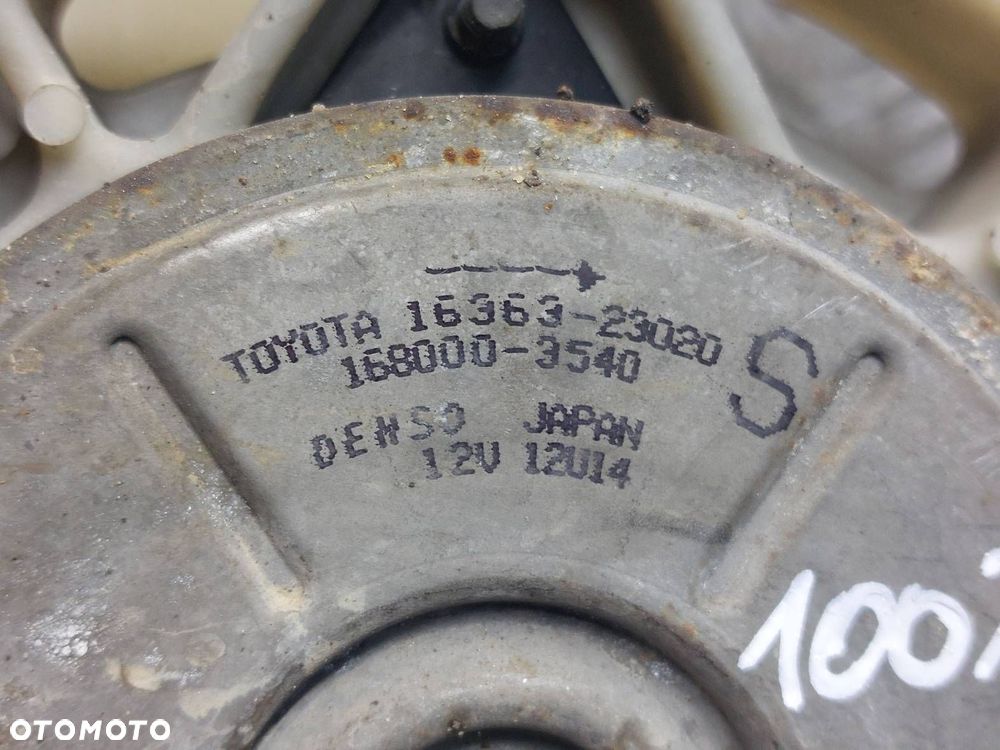 TOYOTA 16363-23020
168000-3540
S
DENSO JAPAN
12V 12U14
100
OTOMOTO